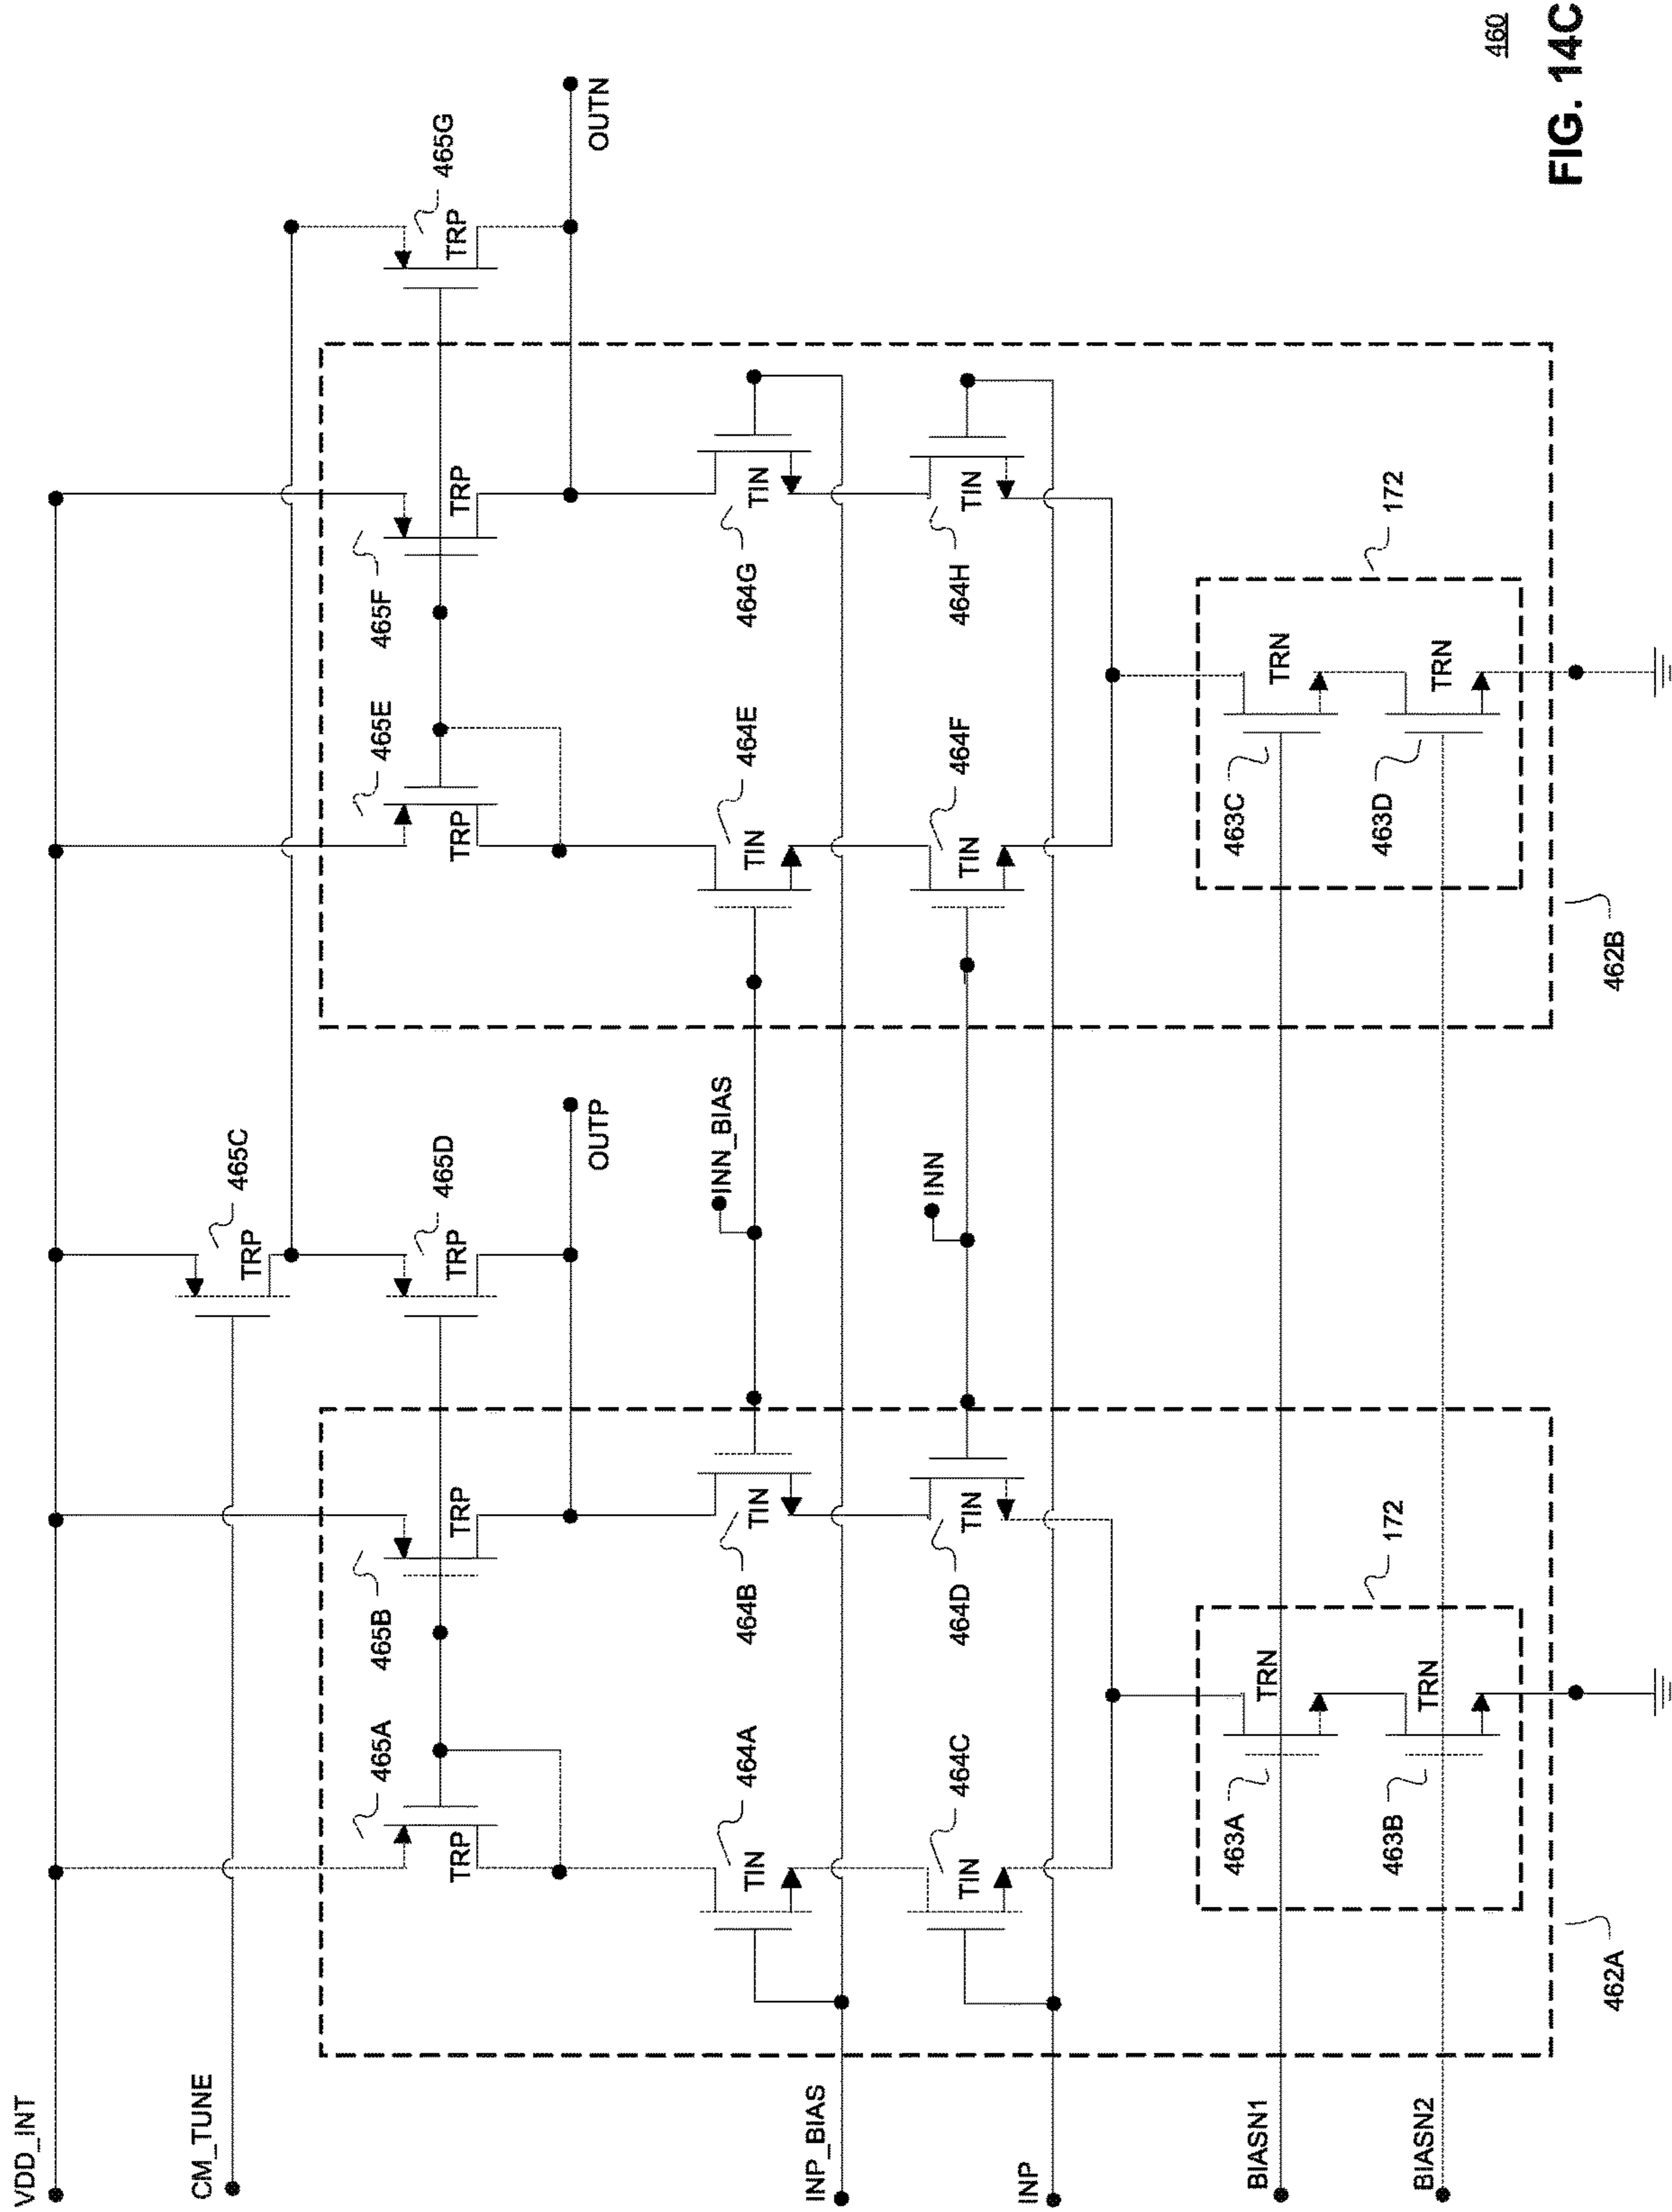 VDD_INT
CM_TUNE
465C
TRP
465A
TRP
465B
TRP
465D
TRP
465E
TRP
465F
TRP
465G
TRP
OUTP
OUTN
INN_BIAS
464A
TIN
464B
TIN
464E
TIN
464G
TIN
INP_BIAS
INN
464C
TIN
464D
TIN
464F
TIN
464H
TIN
INP
172
172
463A
TRN
463C
TRN
BIASN1
463B
TRN
463D
TRN
BIASN2
462A
462B
460
FIG. 14C